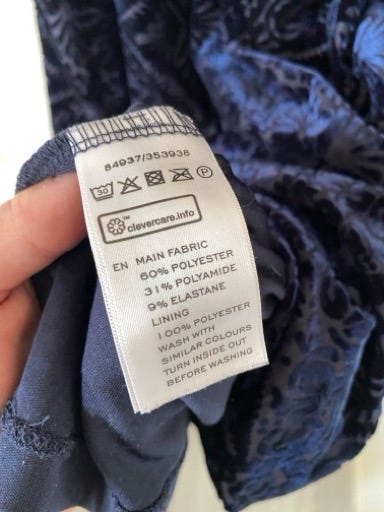 84937/353938
30 P
clevercare.info
EN MAIN FABRIC
60% POLYESTER
31% POLYAMIDE
9% ELASTANE
LINING
100% POLYESTER
WASH WITH
SIMILAR COLOURS
TURN INSIDE OUT
BEFORE WASHING